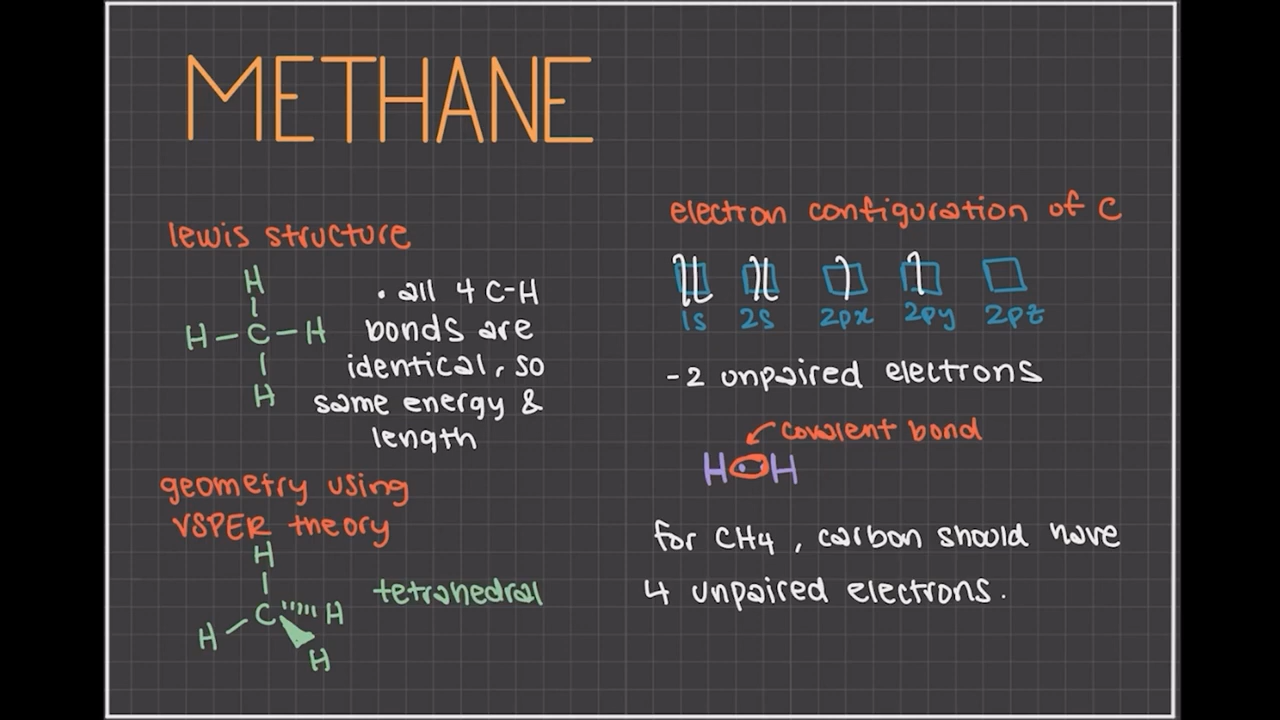 METHANE
lewis structure
H
H-C-H
H
• all 4 C-H
bonds are
identical, so
same energy &
length
geometry using
VSPER theory
H
C H
H
H
tetrahedral
electron configuration of C
1s 2s 2px 2py 2pz
-2 unpaired electrons
covalent bond
H : H
for CH4, carbon should have
4 unpaired electrons.